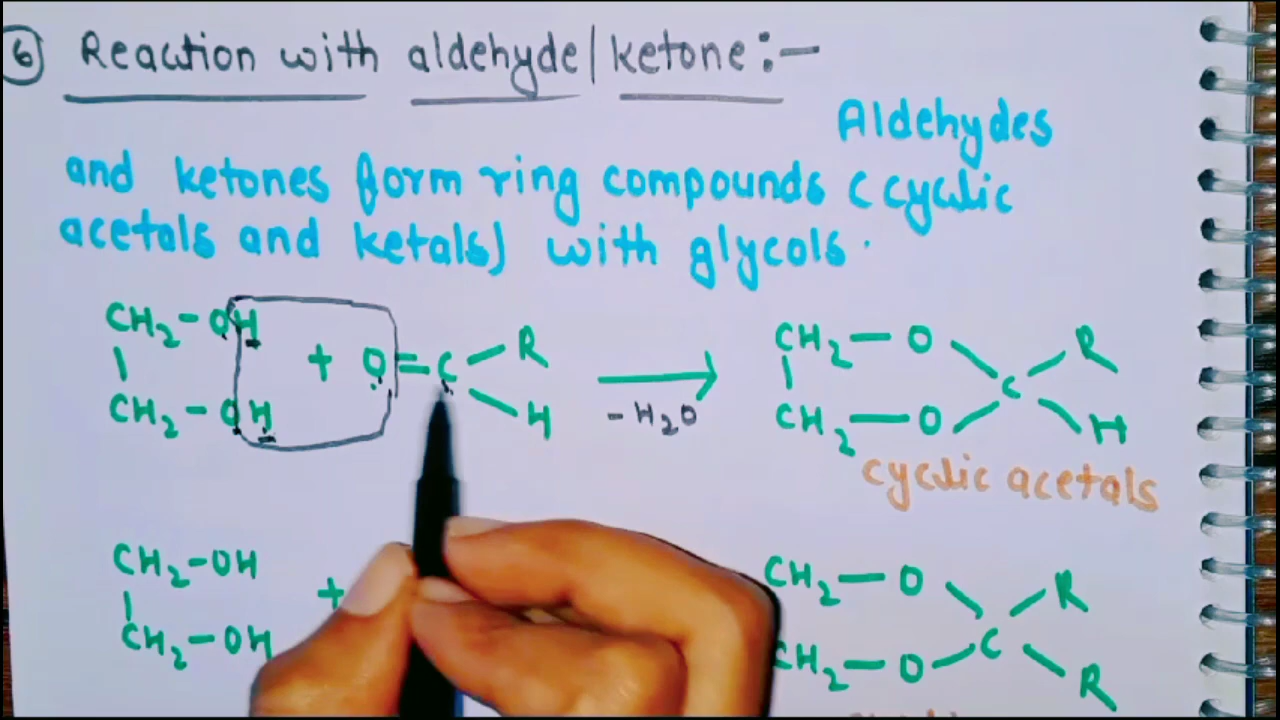 6 Reaction with aldehyde/ketone:-
Aldehydes
and ketones form ring compounds (cyclic
acetals and ketals) with glycols.
CH2-OH
+ O=C R
H
CH2-OH
-H2O
CH2-O
CH2-O
C R
H
cyclic acetals
CH2-OH
+
CH2-OH
CH2-O
CH2-O
C R
R